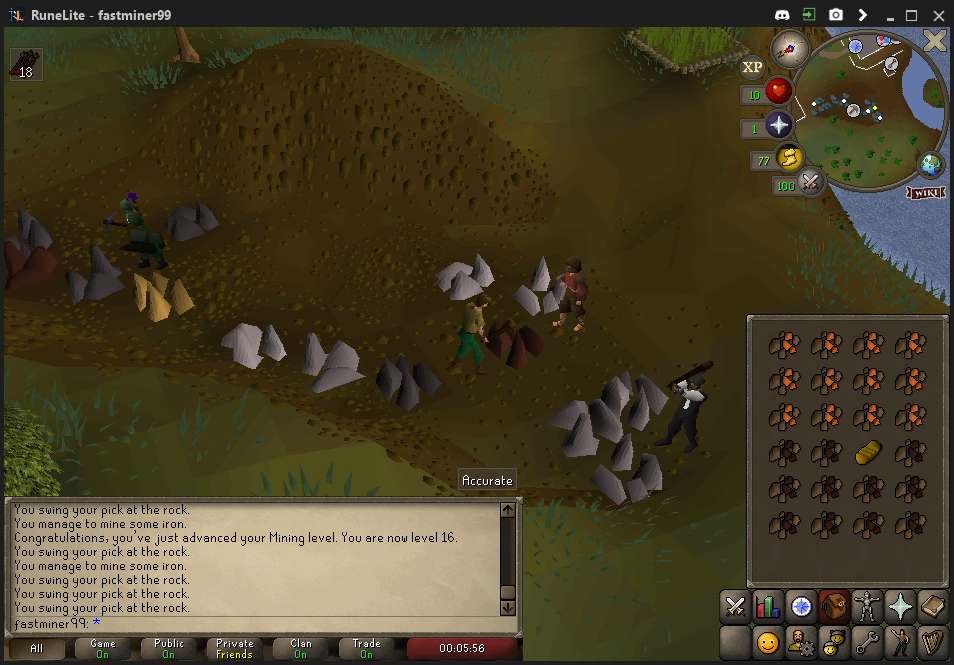 RuneLite - fastminer99
18
XP
10
1
77
100
WIKI
Accurate
You swing your pick at the rock.
You manage to mine some iron.
Congratulations, you've just advanced your Mining level. You are now level 16.
You swing your pick at the rock.
You manage to mine some iron.
You swing your pick at the rock.
You swing your pick at the rock.
You swing your pick at the rock.
fastminer99: *
All
Game
On
Public
On
Private
Friends
Clan
On
Trade
On
00:05:56